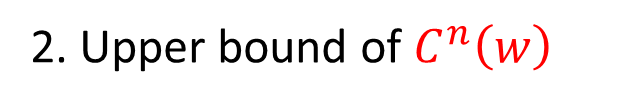 2. Upper bound of Cⁿ(w)